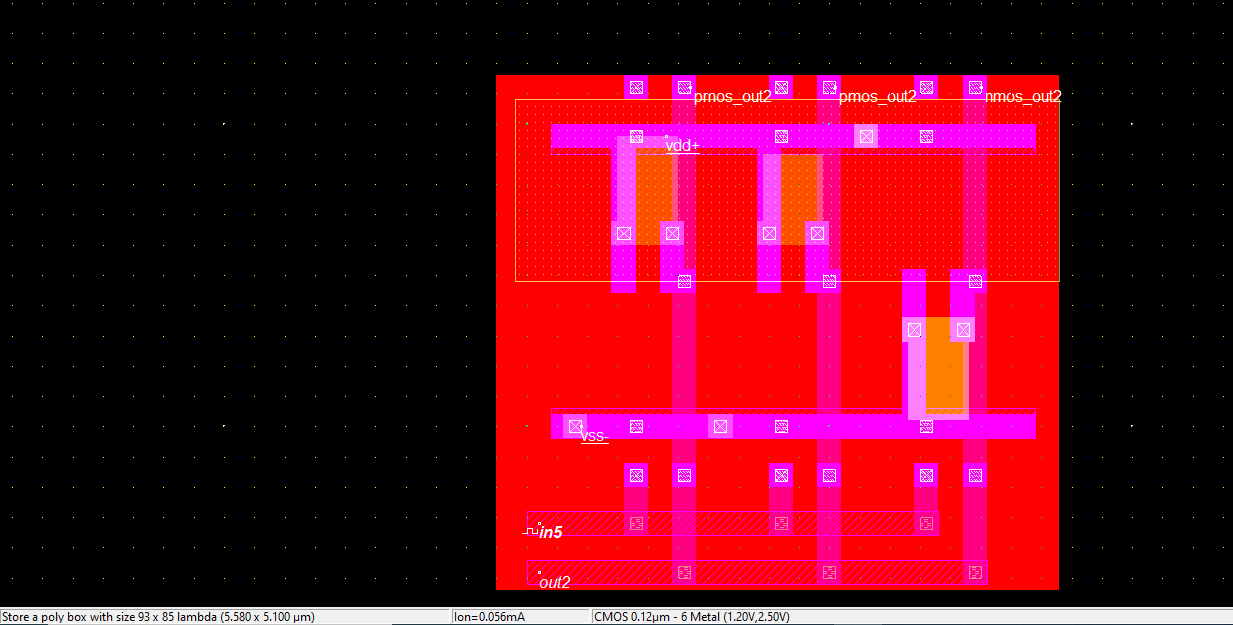 pmos_out2 pmos_out2 nmos_out2
vdd+
vss-
in5
out2
Store a poly box with size 93 x 85 lambda (5.580 x 5.100 µm) Ion=0.056mA CMOS 0.12µm - 6 Metal (1.20V,2.50V)